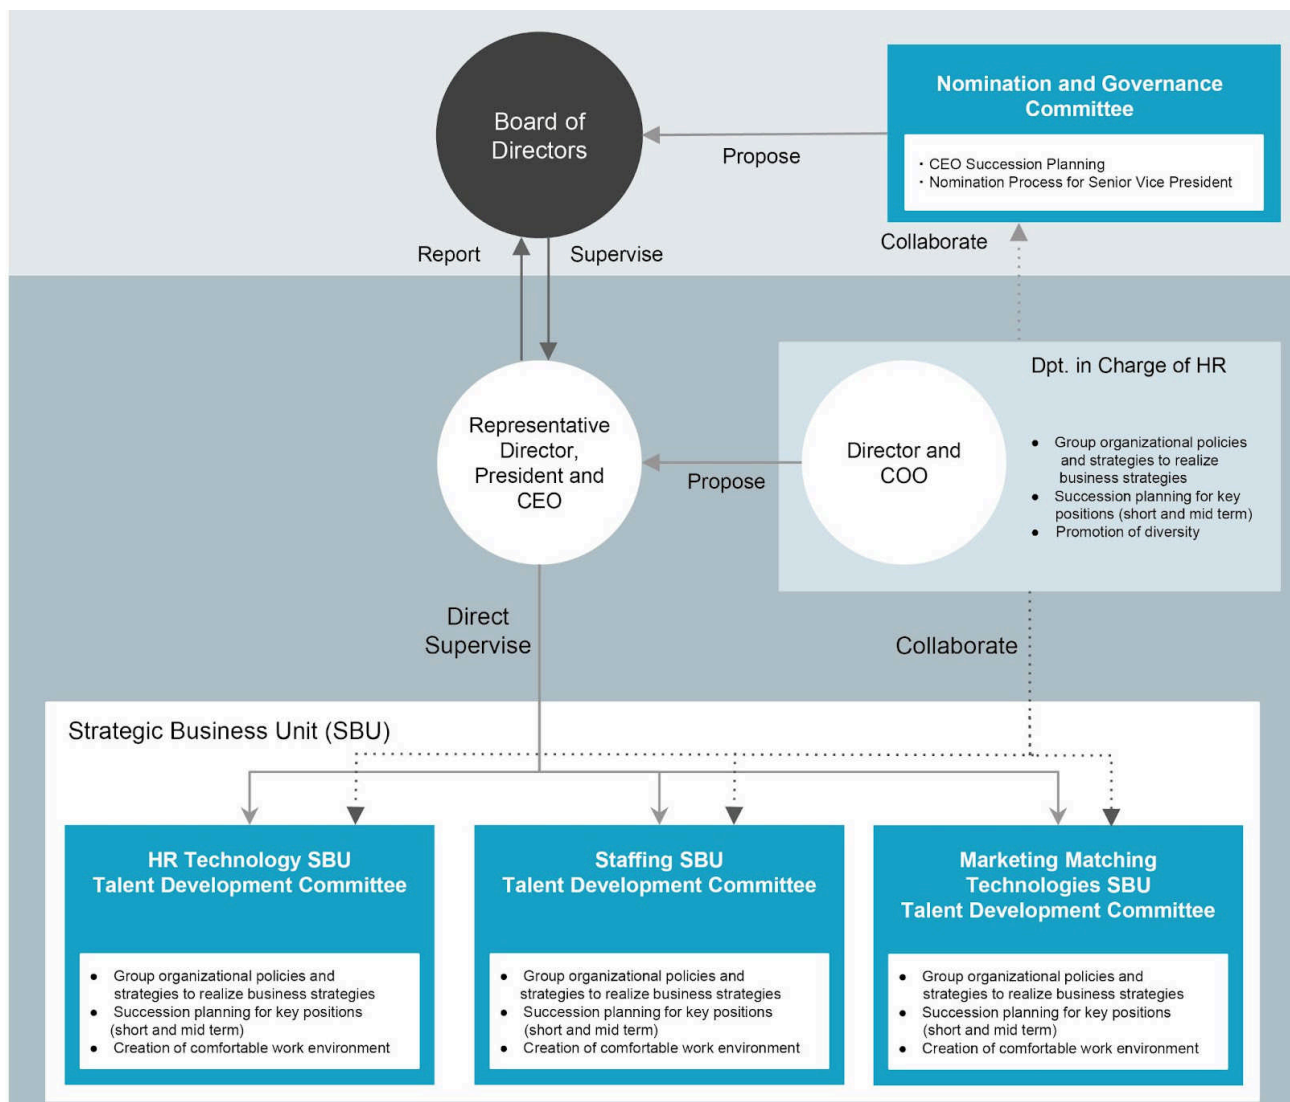 Nomination and Governance
Committee
・CEO Succession Planning
・Nomination Process for Senior Vice President
Board of
Directors
Propose
Collaborate
Report
Supervise
Dpt. in Charge of HR
Representative
Director,
President and
CEO
Propose
Director and
COO
● Group organizational policies
and strategies to realize
business strategies
● Succession planning for key
positions (short and mid term)
● Promotion of diversity
Direct
Supervise
Collaborate
Strategic Business Unit (SBU)
HR Technology SBU
Talent Development Committee
● Group organizational policies and
strategies to realize business strategies
● Succession planning for key positions
(short and mid term)
● Creation of comfortable work environment
Staffing SBU
Talent Development Committee
● Group organizational policies and
strategies to realize business strategies
● Succession planning for key positions
(short and mid term)
● Creation of comfortable work environment
Marketing Matching
Technologies SBU
Talent Development Committee
● Group organizational policies and
strategies to realize business strategies
● Succession planning for key positions
(short and mid term)
● Creation of comfortable work environment